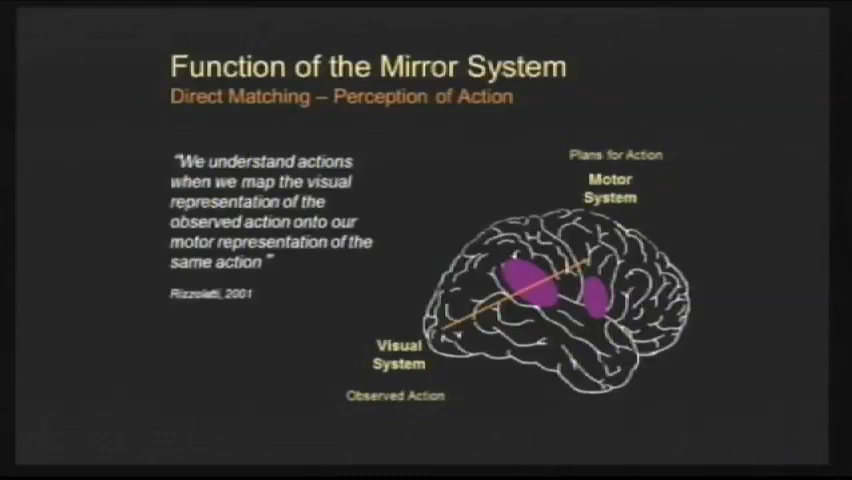 Function of the Mirror System
Direct Matching – Perception of Action
"We understand actions
when we map the visual
representation of the
observed action onto our
motor representation of the
same action "
Rizzolatti, 2001
Plans for Action
Motor
System
Visual
System
Observed Action